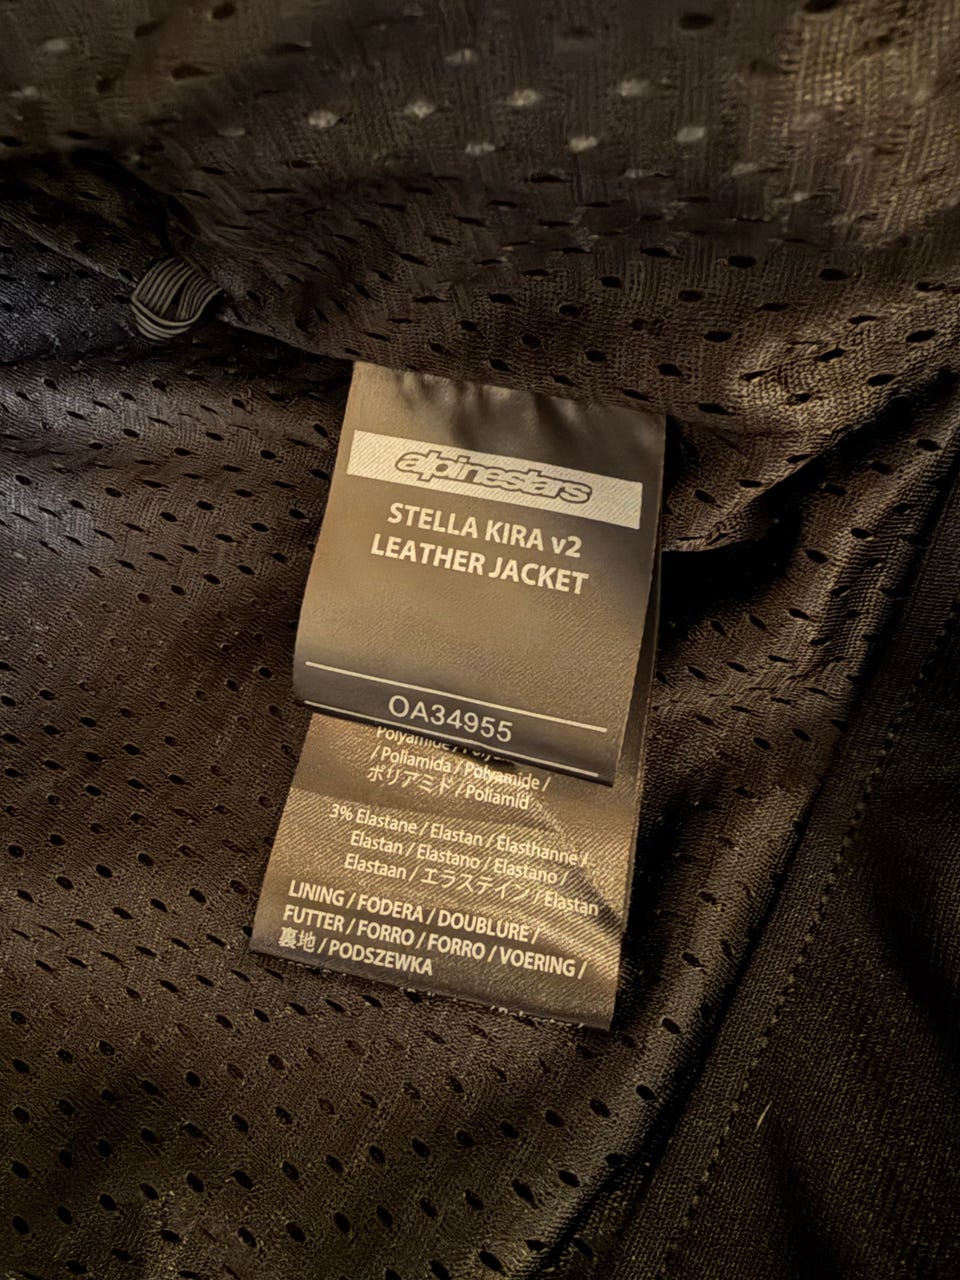 alpinestars
STELLA KIRA v2
LEATHER JACKET
OA34955
Polyamide /
/ Poliamida / Polyamide /
ポリアミド / Poliamid
3% Elastane / Elastan / Élasthanne /
Elastan / Elastano / Elastano /
Elastaan / エラステイン / Elastan
LINING / FODERA / DOUBLURE /
FUTTER / FORRO / FORRO / VOERING /
裏地 / PODSZEWKA